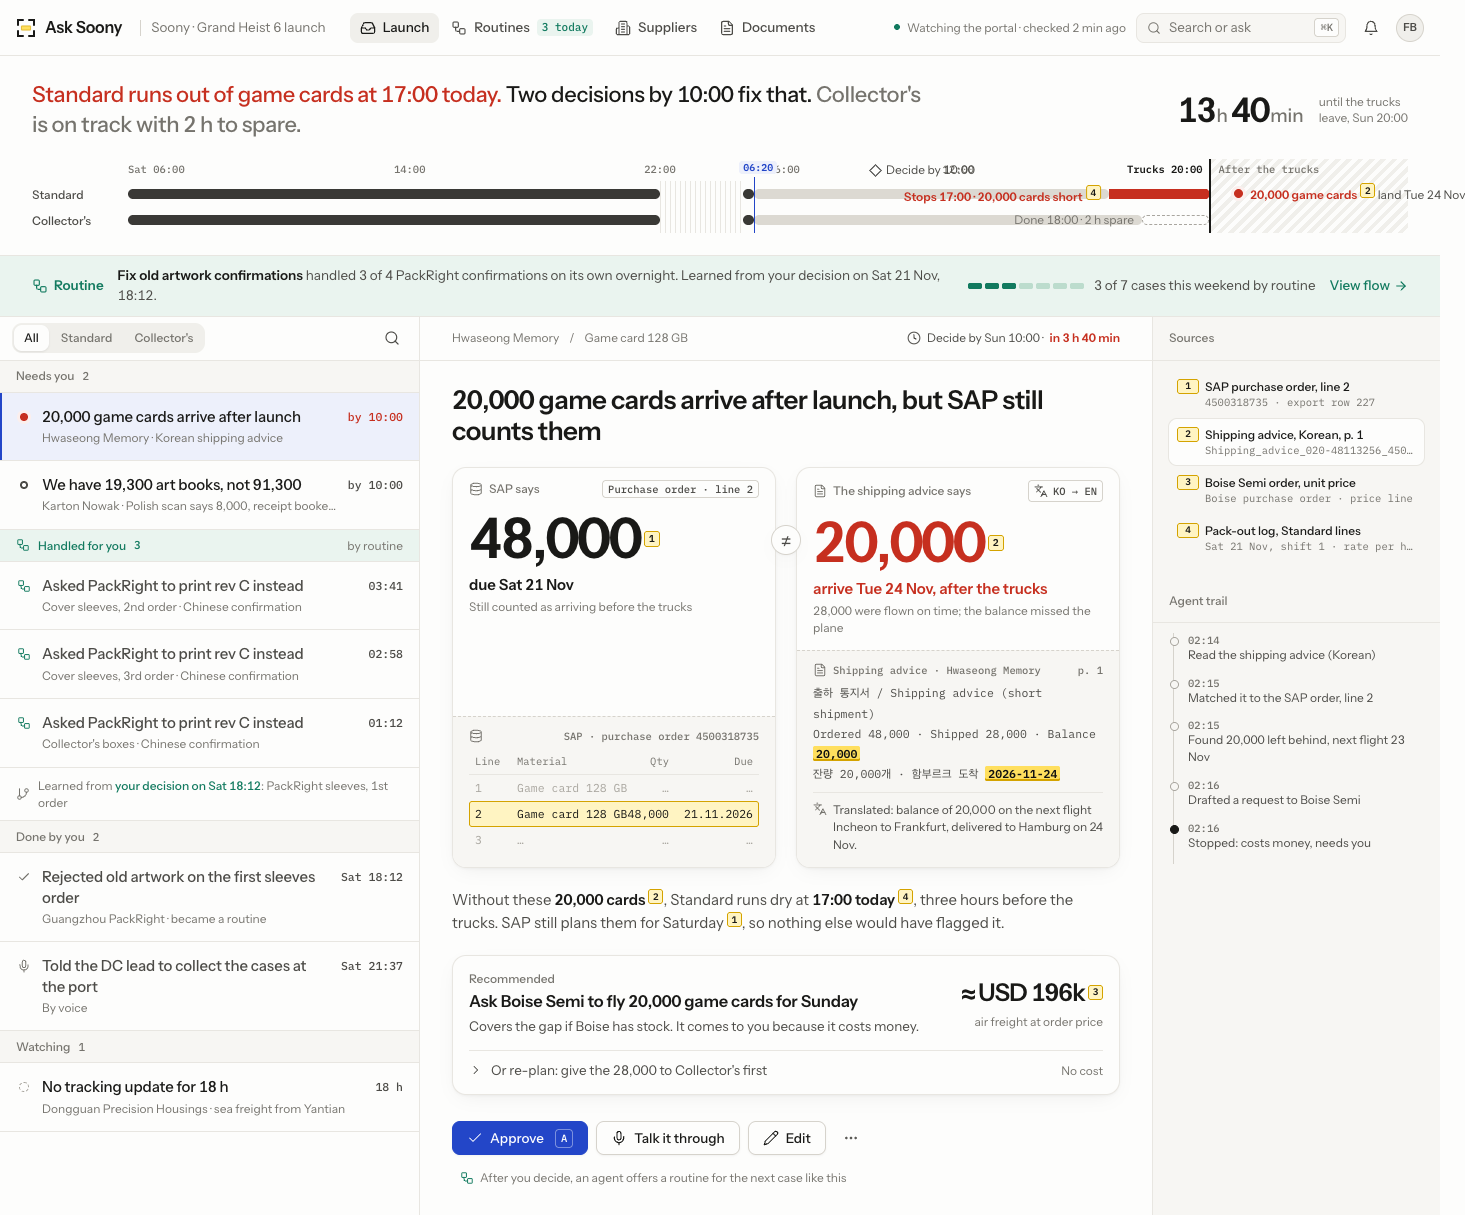 Ask Soony
Soony · Grand Heist 6 launch
Launch
Routines 3 today
Suppliers
Documents
Watching the portal · checked 2 min ago
Search or ask ⌘K
FB
Standard runs out of game cards at 17:00 today. Two decisions by 10:00 fix that. Collector's
is on track with 2 h to spare.
13h 40min
until the trucks
leave, Sun 20:00
Sat 06:00 14:00 22:00 06:20 Decide by 10:00 Trucks 20:00 After the trucks
Standard
Stops 17:00 · 20,000 cards short 4
20,000 game cards 2 land Tue 24 Nov
Collector's
Done 18:00 · 2 h spare
Routine
Fix old artwork confirmations handled 3 of 4 PackRight confirmations on its own overnight. Learned from your decision on Sat 21 Nov,
18:12.
3 of 7 cases this weekend by routine
View flow →
All Standard Collector's
Needs you 2
20,000 game cards arrive after launch by 10:00
Hwaseong Memory · Korean shipping advice
We have 19,300 art books, not 91,300 by 10:00
Karton Nowak · Polish scan says 8,000, receipt booke…
Handled for you 3 by routine
Asked PackRight to print rev C instead 03:41
Cover sleeves, 2nd order · Chinese confirmation
Asked PackRight to print rev C instead 02:58
Cover sleeves, 3rd order · Chinese confirmation
Asked PackRight to print rev C instead 01:12
Collector's boxes · Chinese confirmation
Learned from your decision on Sat 18:12: PackRight sleeves, 1st
order
Done by you 2
Rejected old artwork on the first sleeves Sat 18:12
order
Guangzhou PackRight · became a routine
Told the DC lead to collect the cases at Sat 21:37
the port
By voice
Watching 1
No tracking update for 18 h 18 h
Dongguan Precision Housings · sea freight from Yantian
Hwaseong Memory / Game card 128 GB
Decide by Sun 10:00 · in 3 h 40 min
20,000 game cards arrive after launch, but SAP still
counts them
SAP says Purchase order · line 2
48,000 1
due Sat 21 Nov
Still counted as arriving before the trucks
SAP · purchase order 4500318735
Line Material Qty Due
1 Game card 128 GB … …
2 Game card 128 GB 48,000 21.11.2026
3 … … …
≠
The shipping advice says KO → EN
20,000 2
arrive Tue 24 Nov, after the trucks
28,000 were flown on time; the balance missed the
plane
Shipping advice · Hwaseong Memory p. 1
출하 통지서 / Shipping advice (short
shipment)
Ordered 48,000 · Shipped 28,000 · Balance
20,000
잔량 20,000개 · 함부르크 도착 2026-11-24
Translated: balance of 20,000 on the next flight
Incheon to Frankfurt, delivered to Hamburg on 24
Nov.
Without these 20,000 cards 2, Standard runs dry at 17:00 today 4, three hours before the
trucks. SAP still plans them for Saturday 1, so nothing else would have flagged it.
Recommended
Ask Boise Semi to fly 20,000 game cards for Sunday
Covers the gap if Boise has stock. It comes to you because it costs money.
≈ USD 196k 3
air freight at order price
Or re-plan: give the 28,000 to Collector's first No cost
Approve A
Talk it through
Edit
···
After you decide, an agent offers a routine for the next case like this
Sources
1 SAP purchase order, line 2
4500318735 · export row 227
2 Shipping advice, Korean, p. 1
Shipping_advice_020-48113256_450…
3 Boise Semi order, unit price
Boise purchase order · price line
4 Pack-out log, Standard lines
Sat 21 Nov, shift 1 · rate per h…
Agent trail
02:14
Read the shipping advice (Korean)
02:15
Matched it to the SAP order, line 2
02:15
Found 20,000 left behind, next flight 23
Nov
02:16
Drafted a request to Boise Semi
02:16
Stopped: costs money, needs you